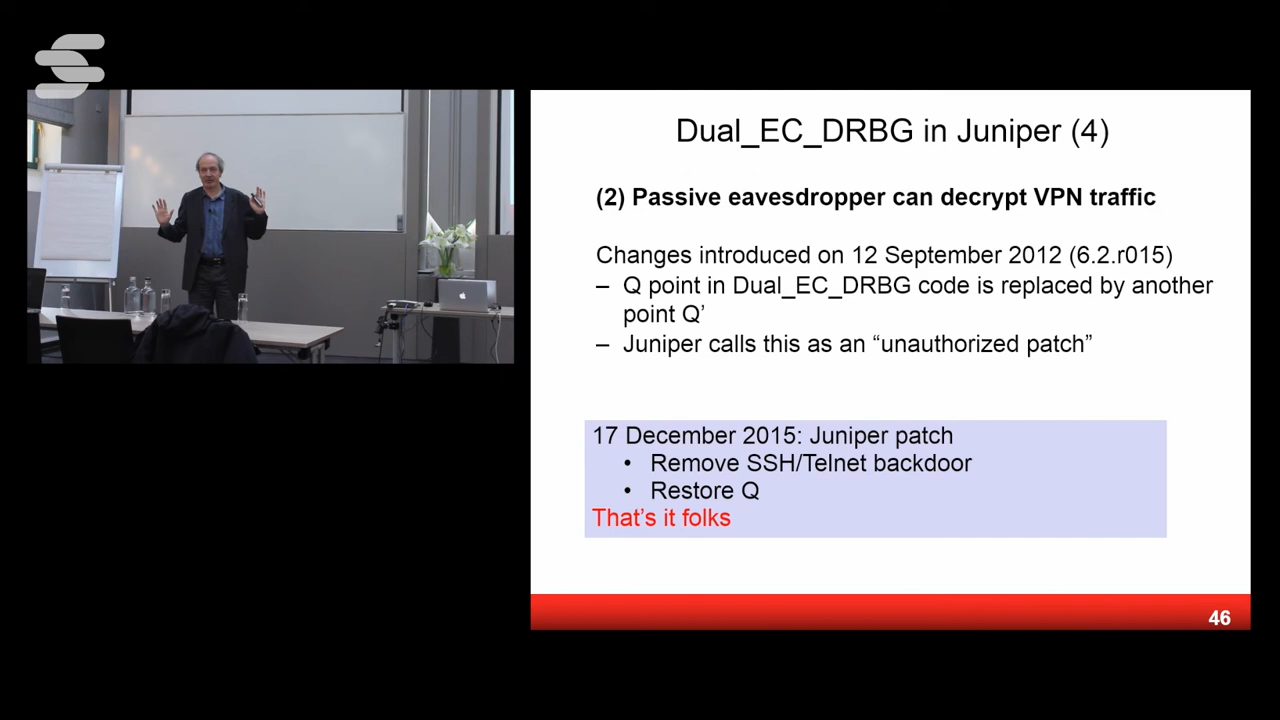 Dual_EC_DRBG in Juniper (4)
(2) Passive eavesdropper can decrypt VPN traffic
Changes introduced on 12 September 2012 (6.2.r015)
– Q point in Dual_EC_DRBG code is replaced by another
point Q’
– Juniper calls this as an “unauthorized patch”
17 December 2015: Juniper patch
• Remove SSH/Telnet backdoor
• Restore Q
That’s it folks
46